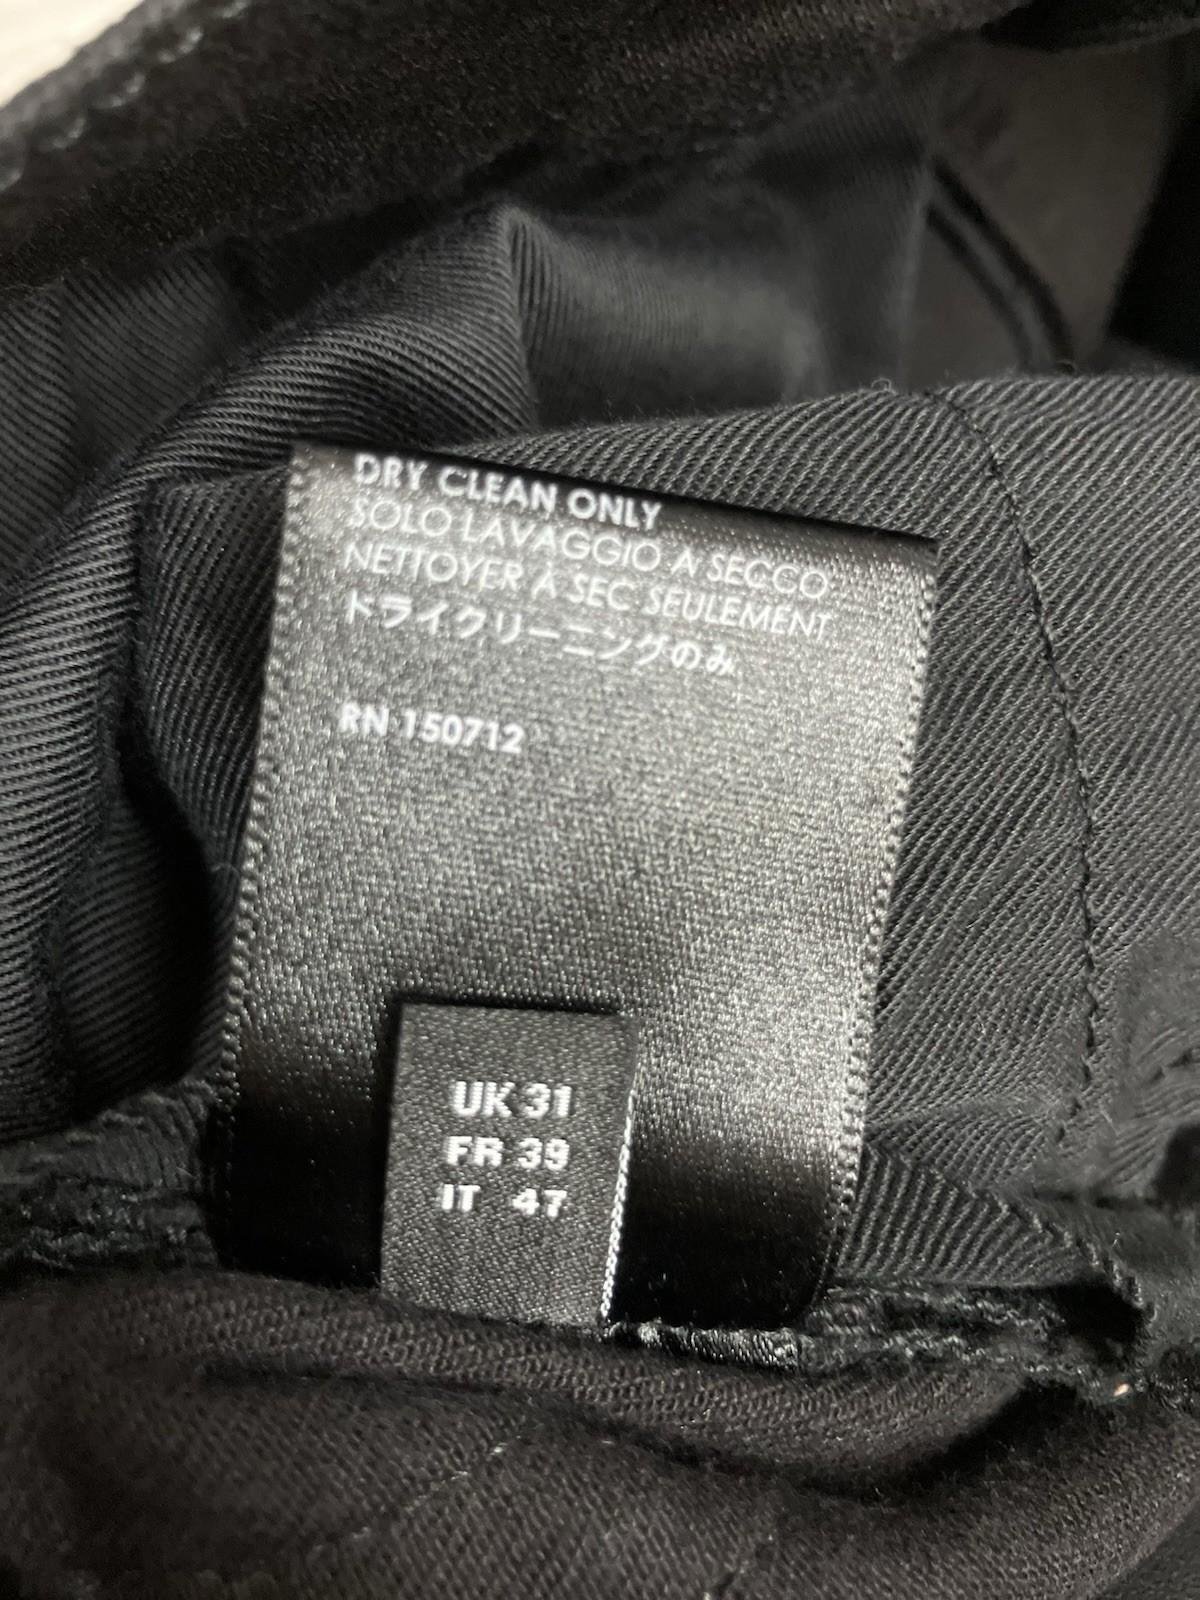 DRY CLEAN ONLY
SOLO LAVAGGIO A SECCO
NETTOYER À SEC SEULEMENT
ドライクリーニングのみ
RN 150712
UK 31
FR 39
IT 47